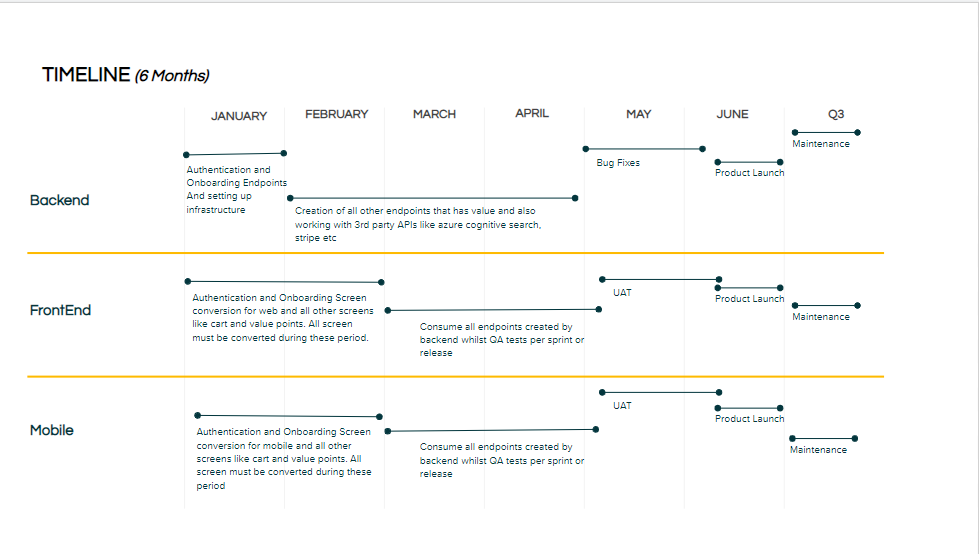 TIMELINE (6 Months)
JANUARY
FEBRUARY
MARCH
APRIL
MAY
JUNE
Q3
Backend
Authentication and
Onboarding Endpoints
And setting up
infrastructure
Creation of all other endpoints that has value and also
working with 3rd party APIs like azure cognitive search,
stripe etc
Bug Fixes
Product Launch
Maintenance
FrontEnd
Authentication and Onboarding Screen
conversion for web and all other screens
like cart and value points. All screen
must be converted during these period.
Consume all endpoints created by
backend whilst QA tests per sprint or
release
UAT
Product Launch
Maintenance
Mobile
Authentication and Onboarding Screen
conversion for mobile and all other
screens like cart and value points. All
screen must be converted during these
period
Consume all endpoints created by
backend whilst QA tests per sprint or
release
UAT
Product Launch
Maintenance